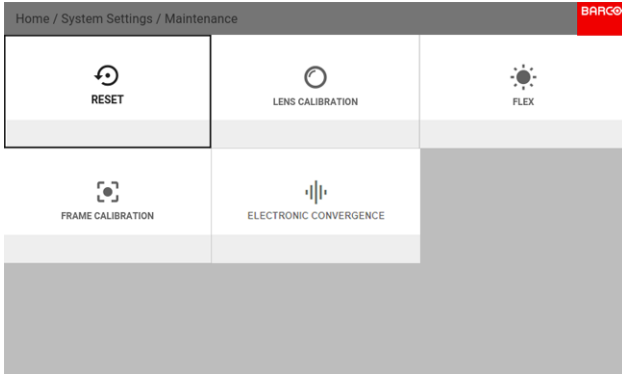 Home / System Settings / Maintenance
BARCO
RESET
LENS CALIBRATION
FLEX
FRAME CALIBRATION
ELECTRONIC CONVERGENCE